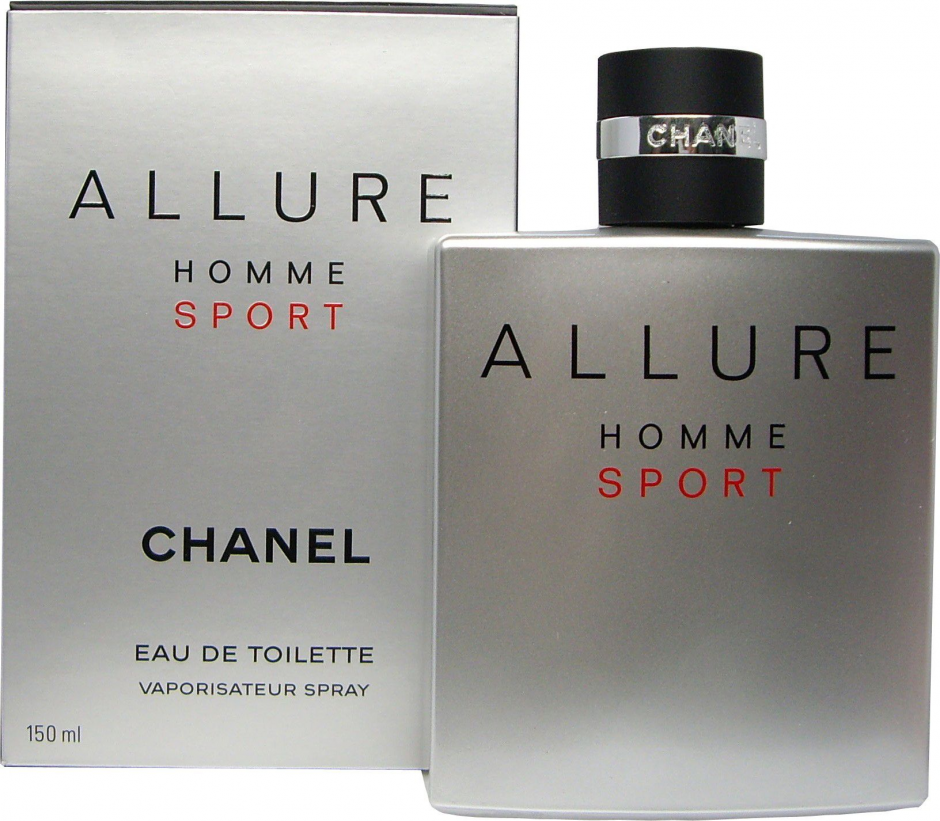 ALLURE
HOMME
SPORT
CHANEL
EAU DE TOILETTE
VAPORISATEUR SPRAY
150 ml
CHANEL
ALLURE
HOMME
SPORT